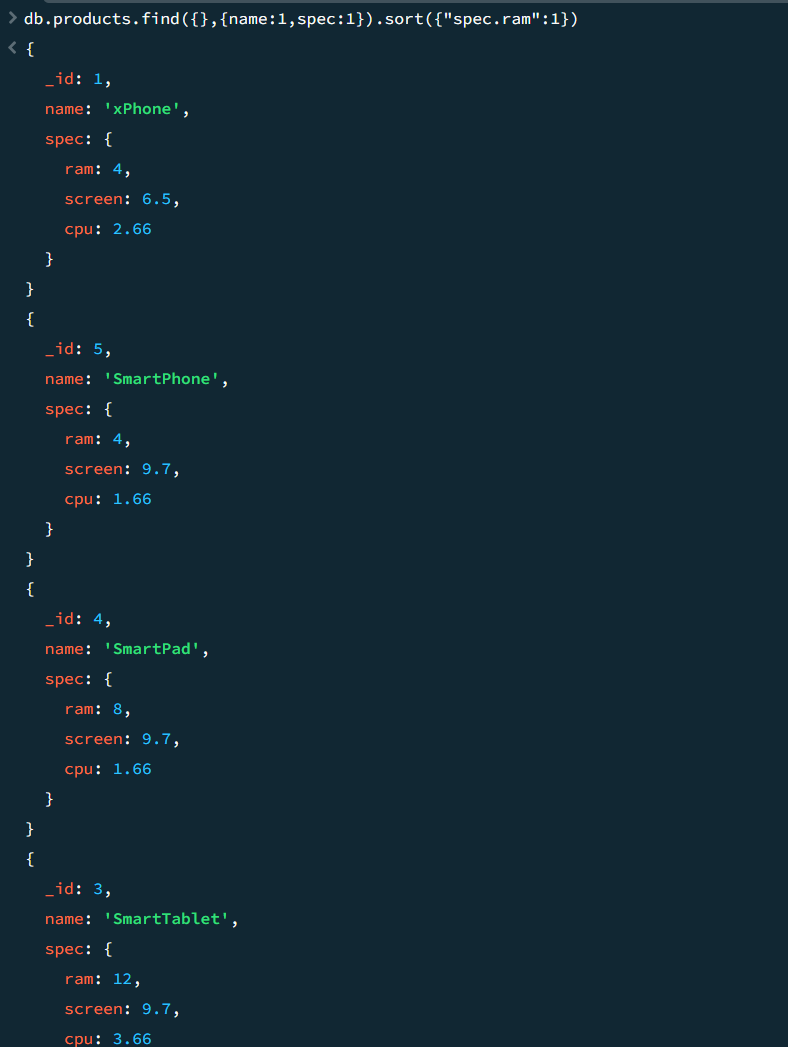 > db.products.find({},{name:1,spec:1}).sort({"spec.ram":1})
< {
    _id: 1,
    name: 'xPhone',
    spec: {
      ram: 4,
      screen: 6.5,
      cpu: 2.66
    }
  }
  {
    _id: 5,
    name: 'SmartPhone',
    spec: {
      ram: 4,
      screen: 9.7,
      cpu: 1.66
    }
  }
  {
    _id: 4,
    name: 'SmartPad',
    spec: {
      ram: 8,
      screen: 9.7,
      cpu: 1.66
    }
  }
  {
    _id: 3,
    name: 'SmartTablet',
    spec: {
      ram: 12,
      screen: 9.7,
      cpu: 3.66